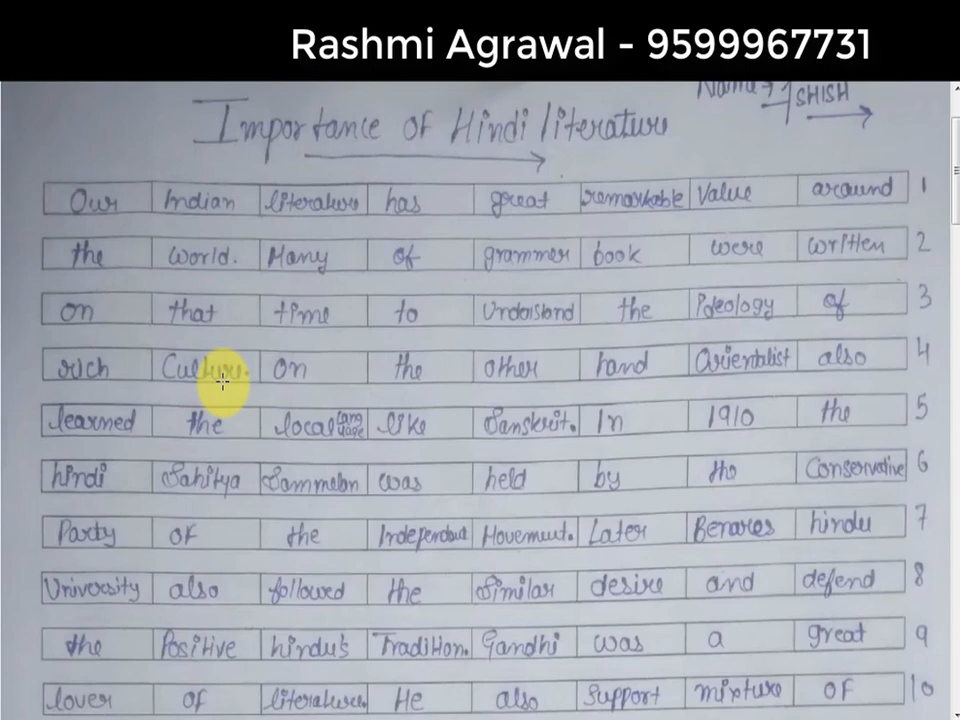 Rashmi Agrawal - 9599967731
Name → ASHISH
Importance of Hindi literature
Our Indian literature has great remarkable Value around 1
the world. Many of grammer book were written 2
on that time to Understand the Ideology of 3
rich Culture. on the other hand Orientalist also 4
learned the local language like Sanskrit. In 1910 the 5
hindi Sahitya Sammelan was held by the Conservative 6
Party of the Independent Movement. Later Benares hindu 7
University also followed the Similar desire and defend 8
the Positive hindu's Tradition. Gandhi was a great 9
lover of literature. He also Support mixture of 10